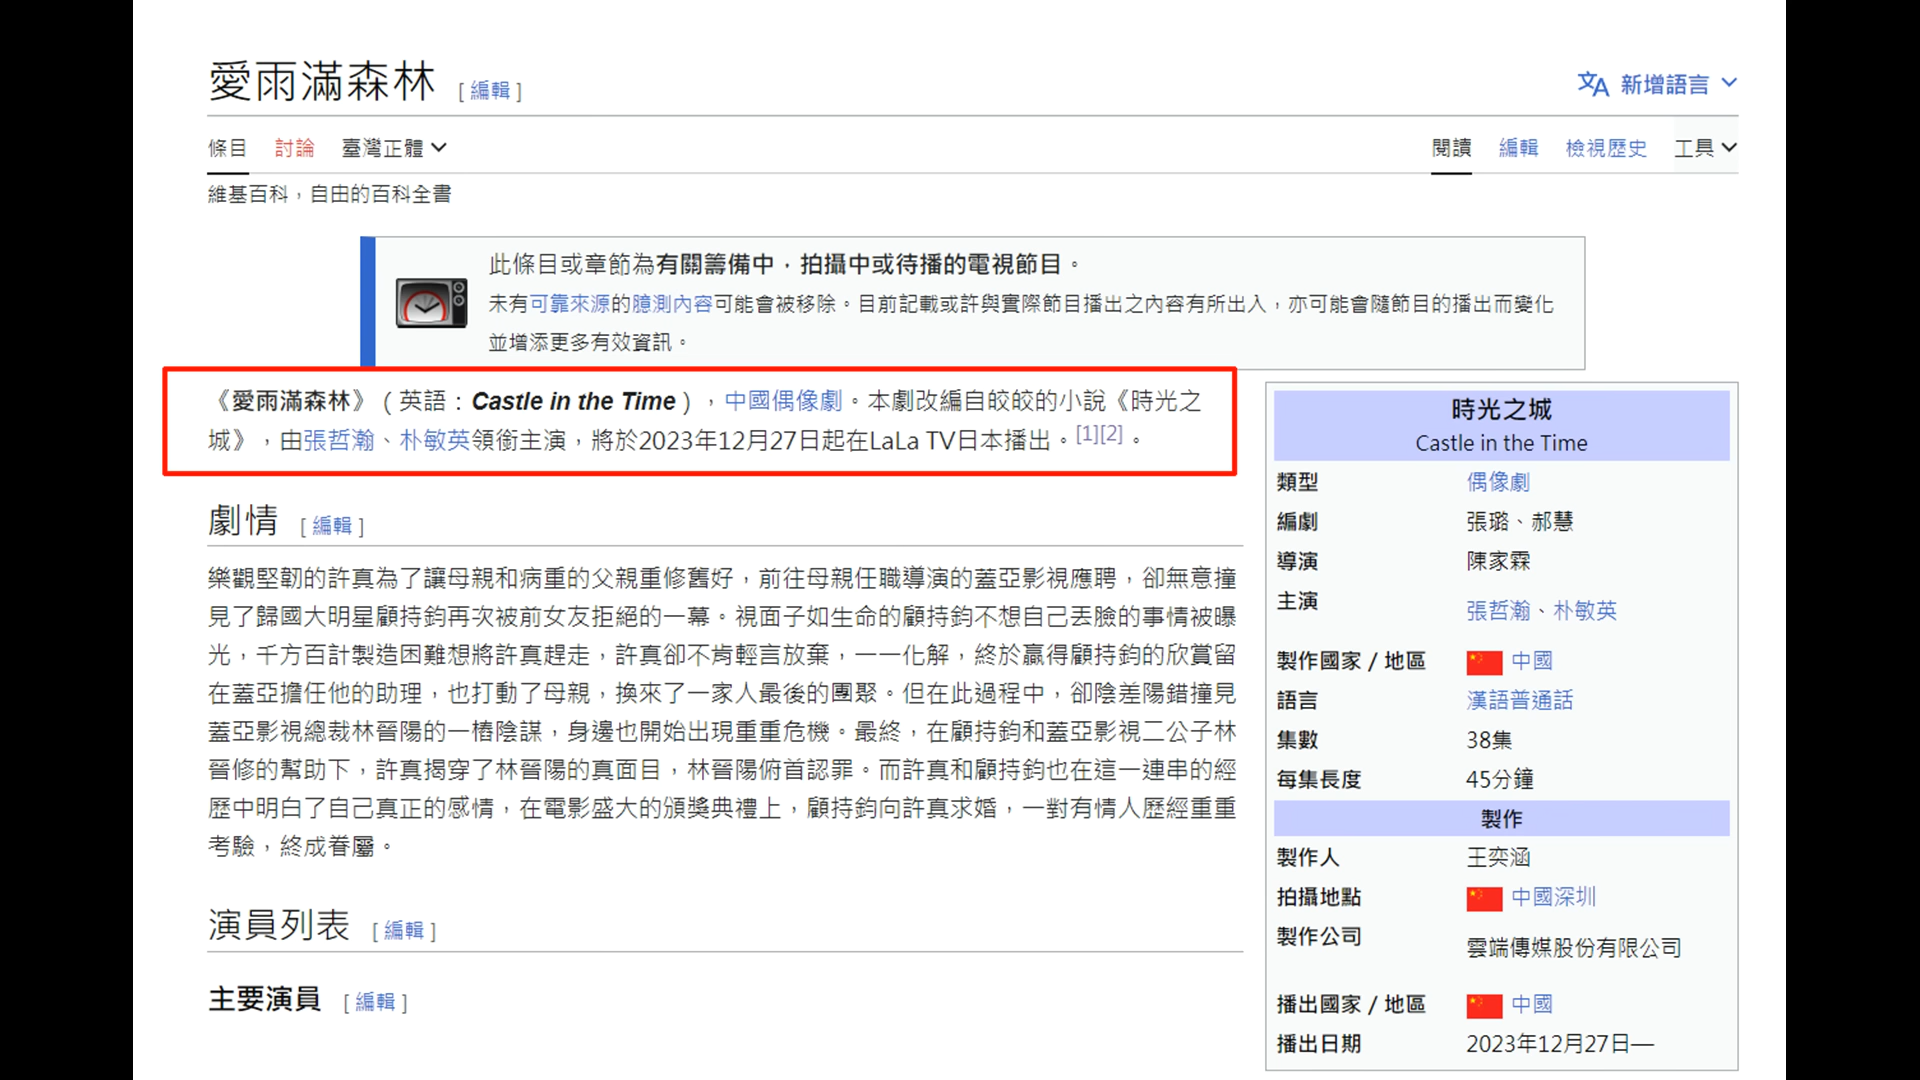 愛雨滿森林 [ 編輯 ]
新增語言
條目 討論 臺灣正體
閱讀 編輯 檢視歷史 工具
維基百科，自由的百科全書
此條目或章節為有關籌備中，拍攝中或待播的電視節目。
未有可靠來源的臆測內容可能會被移除。目前記載或許與實際節目播出之內容有所出入，亦可能會隨節目的播出而變化
並增添更多有效資訊。
《愛雨滿森林》（英語：Castle in the Time），中國偶像劇。本劇改編自皎皎的小說《時光之
城》，由張哲瀚、朴敏英領銜主演，將於2023年12月27日起在LaLa TV日本播出。[1][2]。
劇情 [ 編輯 ]
樂觀堅韌的許真為了讓母親和病重的父親重修舊好，前往母親任職導演的蓋亞影視應聘，卻無意撞
見了歸國大明星顧持鈞再次被前女友拒絕的一幕。視面子如生命的顧持鈞不想自己丟臉的事情被曝
光，千方百計製造困難想將許真趕走，許真卻不肯輕言放棄，一一化解，終於贏得顧持鈞的欣賞留
在蓋亞擔任他的助理，也打動了母親，換來了一家人最後的團聚。但在此過程中，卻陰差陽錯撞見
蓋亞影視總裁林晉陽的一樁陰謀，身邊也開始出現重重危機。最終，在顧持鈞和蓋亞影視二公子林
晉修的幫助下，許真揭穿了林晉陽的真面目，林晉陽俯首認罪。而許真和顧持鈞也在這一連串的經
歷中明白了自己真正的感情，在電影盛大的頒獎典禮上，顧持鈞向許真求婚，一對有情人歷經重重
考驗，終成眷屬。
演員列表 [ 編輯 ]
主要演員 [ 編輯 ]
時光之城
Castle in the Time
類型 偶像劇
編劇 張璐、郝慧
導演 陳家霖
主演 張哲瀚、朴敏英
製作國家 / 地區 中國
語言 漢語普通話
集數 38集
每集長度 45分鐘
製作
製作人 王奕涵
拍攝地點 中國深圳
製作公司 雲端傳媒股份有限公司
播出國家 / 地區 中國
播出日期 2023年12月27日—